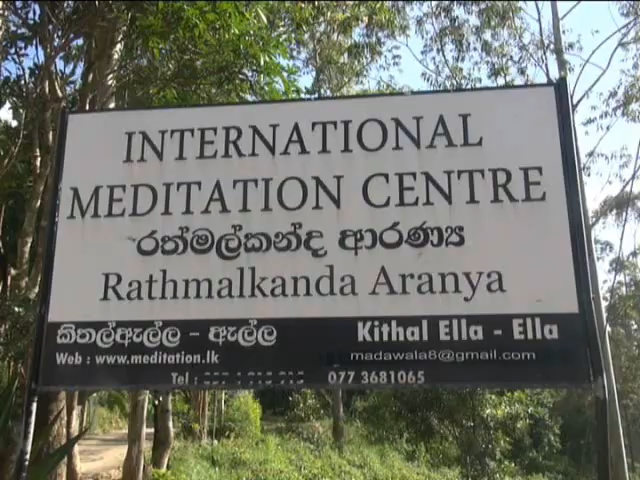 INTERNATIONAL
MEDITATION CENTRE
රත්මල්කන්ද ආරණ්‍ය
Rathmalkanda Aranya
කිතල්ඇල්ල - ඇල්ල Kithal Ella - Ella
Web : www.meditation.lk madawala8@gmail.com
Tel : 077 3681065